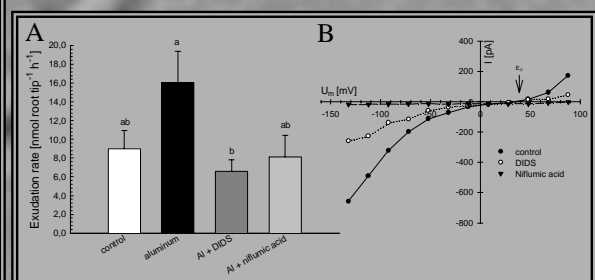 A
Exudation rate [nmol root tip-1 h-1]
20,0
18,0
16,0
14,0
12,0
10,0
8,0
6,0
4,0
2,0
0,0
ab
a
b
ab
control
aluminum
Al + DIDS
Al + niflumic acid
B
I [pA]
Um [mV]
400
200
-200
-400
-600
-800
-150
-100
-50
50
100
control
DIDS
Niflumic acid